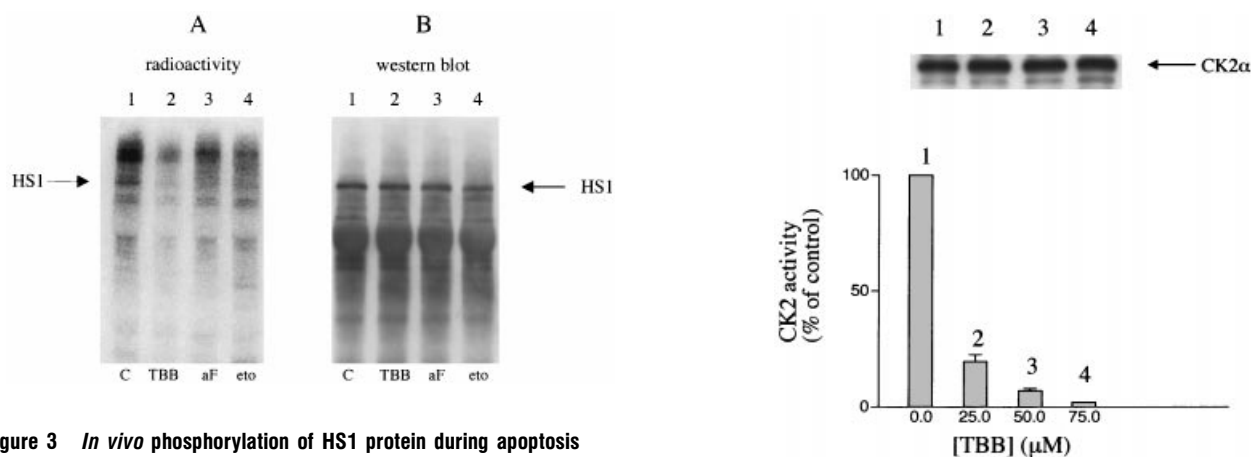 A B
radioactivity western blot
1 2 3 4 1 2 3 4
HS1 HS1
C TBB aF eto C TBB aF eto
gure 3 In vivo phosphorylation of HS1 protein during apoptosis
1 2 3 4
CK2α
CK2 activity
(% of control)
100
50
0
1
2
3
4
0.0 25.0 50.0 75.0
[TBB] (µM)